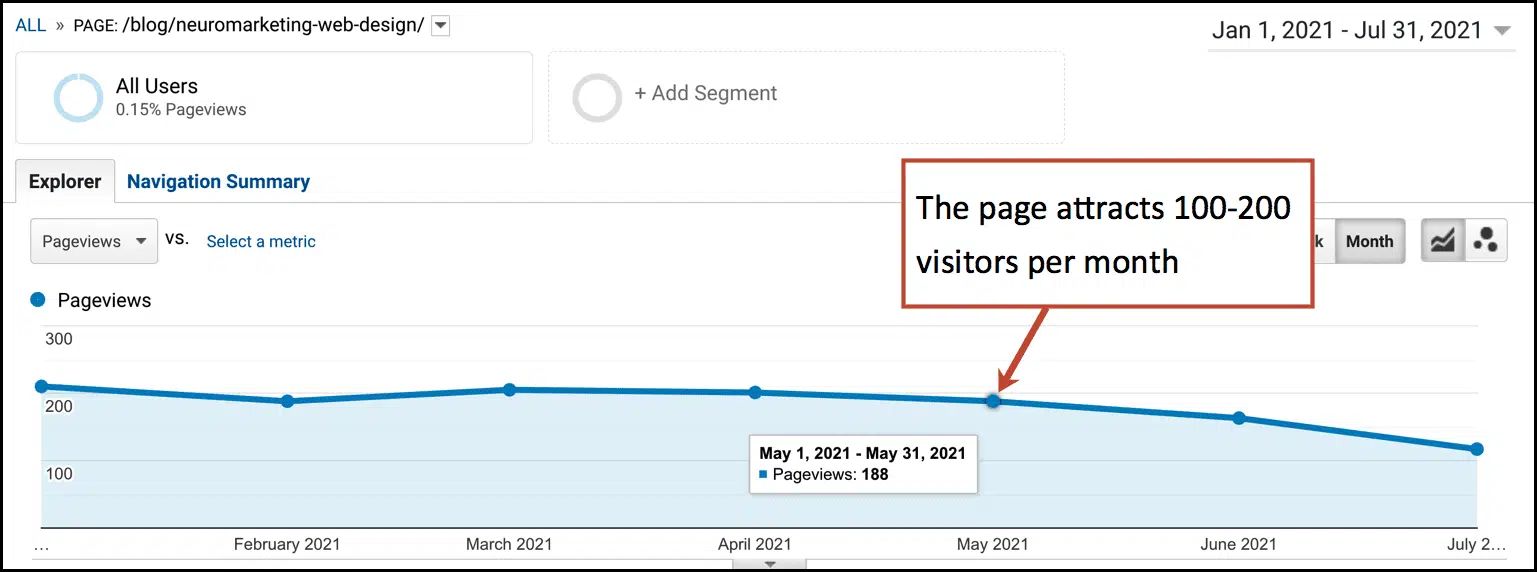 ALL » PAGE: /blog/neuromarketing-web-design/
Jan 1, 2021 - Jul 31, 2021
All Users
0.15% Pageviews
+ Add Segment
Explorer
Navigation Summary
The page attracts 100-200
visitors per month
Pageviews
vs.
Select a metric
k
Month
Pageviews
300
200
100
May 1, 2021 - May 31, 2021
Pageviews: 188
...
February 2021
March 2021
April 2021
May 2021
June 2021
July 2...